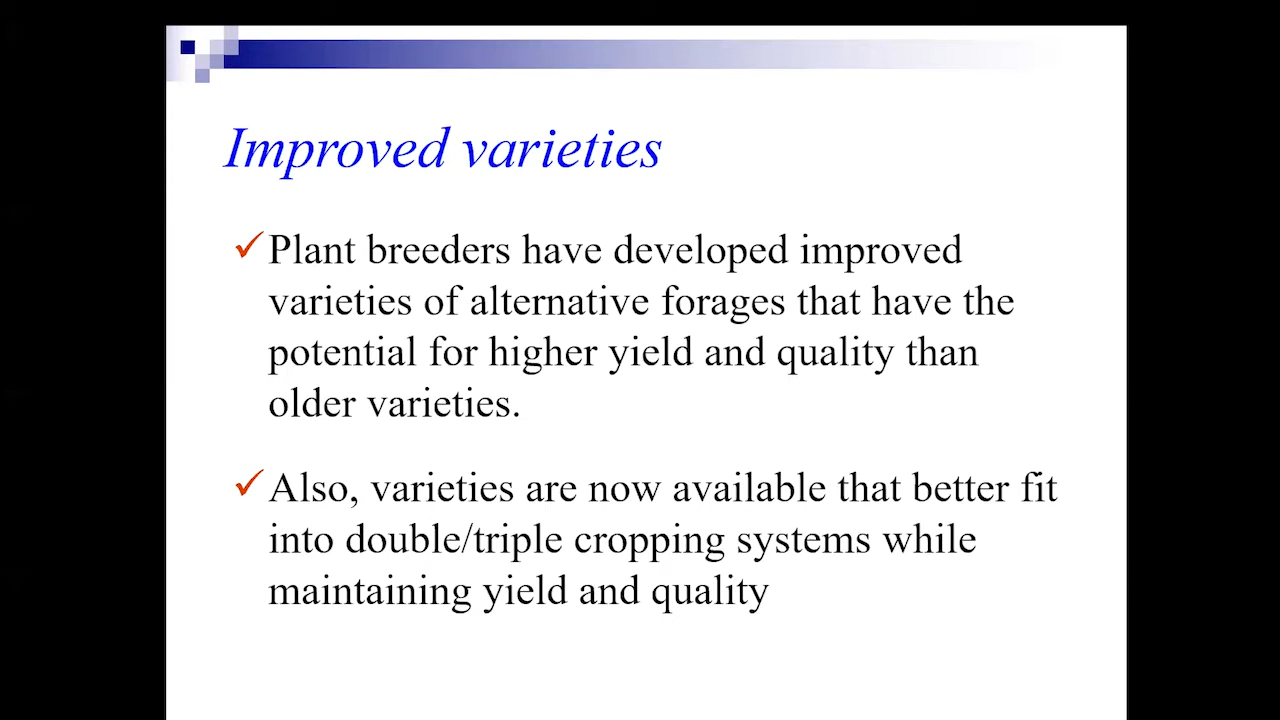 Improved varieties
Plant breeders have developed improved
varieties of alternative forages that have the
potential for higher yield and quality than
older varieties.
Also, varieties are now available that better fit
into double/triple cropping systems while
maintaining yield and quality